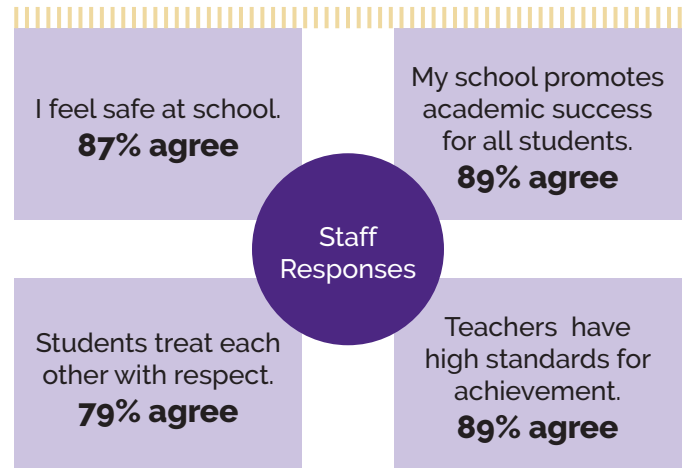 I feel safe at school.
87% agree
My school promotes
academic success
for all students.
89% agree
Staff
Responses
Students treat each
other with respect.
79% agree
Teachers have
high standards for
achievement.
89% agree